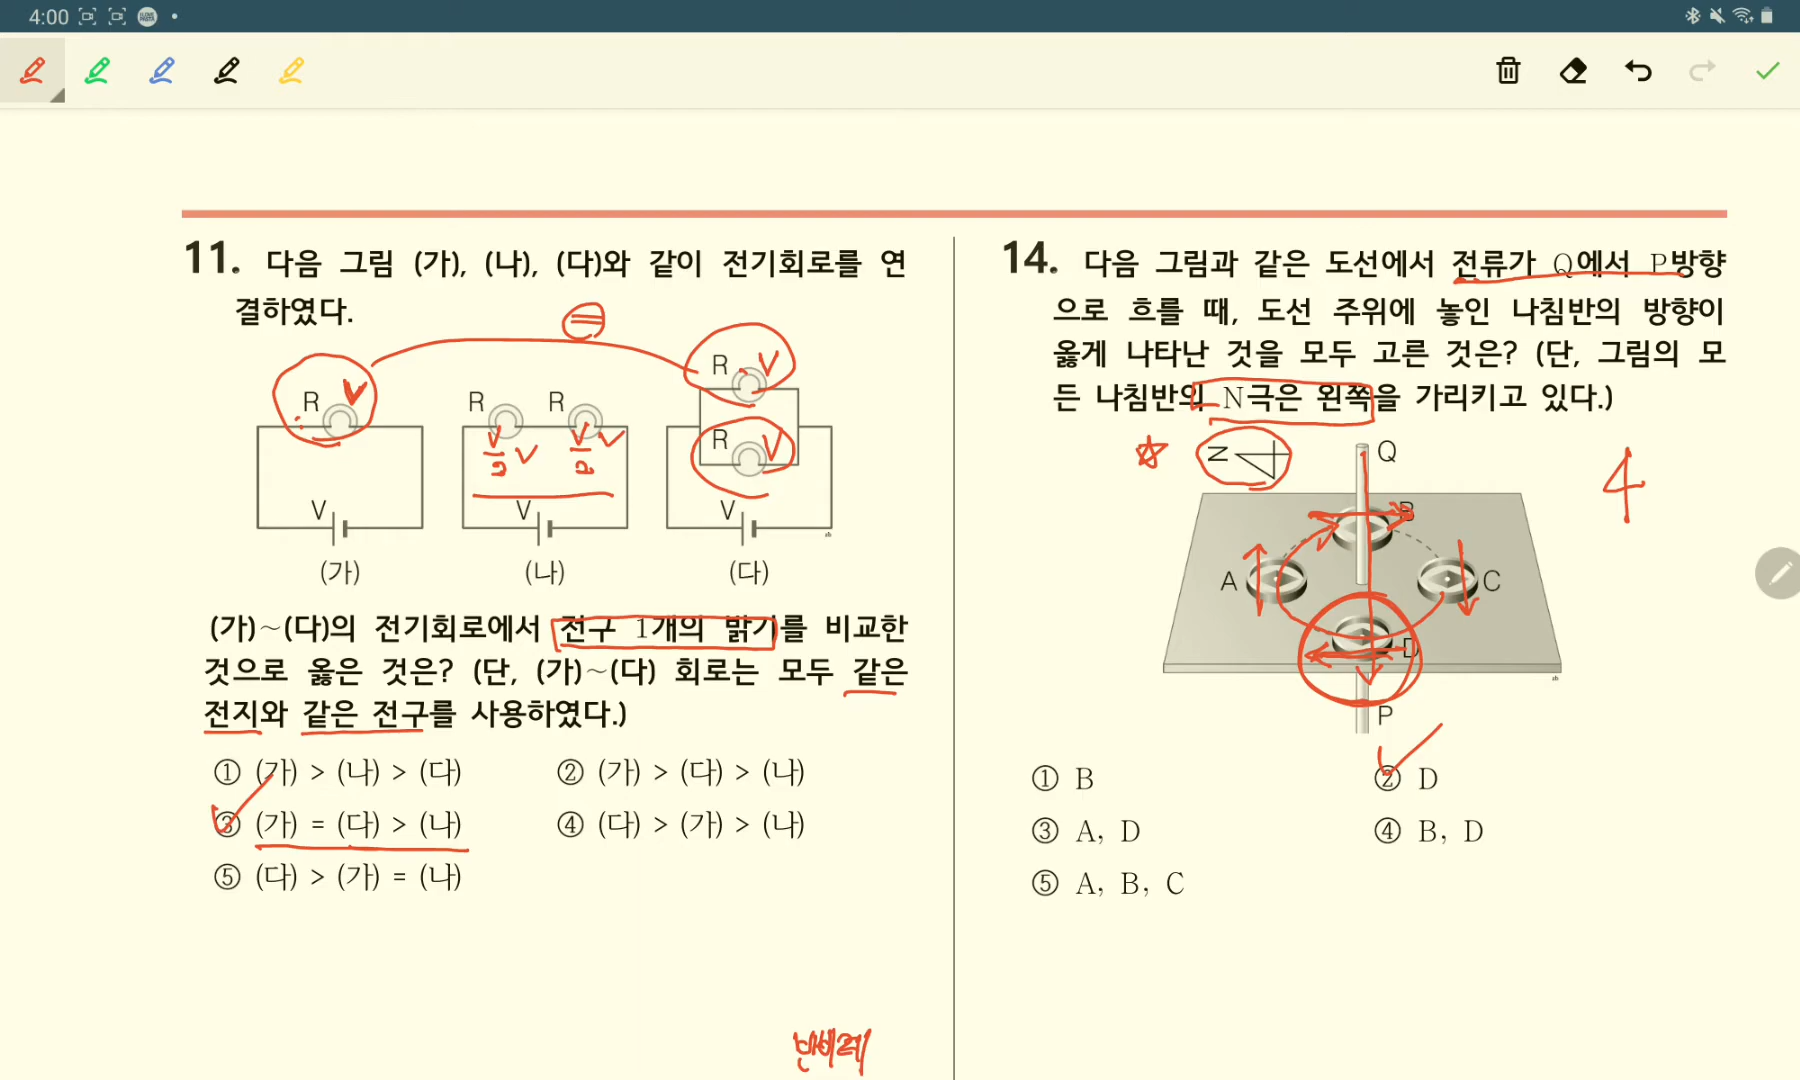 4:00
11. 다음 그림 (가), (나), (다)와 같이 전기회로를 연
결하였다.
=
R V
R R
R V
R V
V V V
(가) (나) (다)
(가)~(다)의 전기회로에서 전구 1개의 밝기를 비교한
것으로 옳은 것은? (단, (가)~(다) 회로는 모두 같은
전지와 같은 전구를 사용하였다.)
① (가) > (나) > (다) ② (가) > (다) > (나)
③ (가) = (다) > (나) ④ (다) > (가) > (나)
⑤ (다) > (가) = (나)
반비례
14. 다음 그림과 같은 도선에서 전류가 Q에서 P방향
으로 흐를 때, 도선 주위에 놓인 나침반의 방향이
옳게 나타난 것을 모두 고른 것은? (단, 그림의 모
든 나침반의 N극은 왼쪽을 가리키고 있다.)
N Q
4
B
A C
D
P
① B ② D
③ A, D ④ B, D
⑤ A, B, C